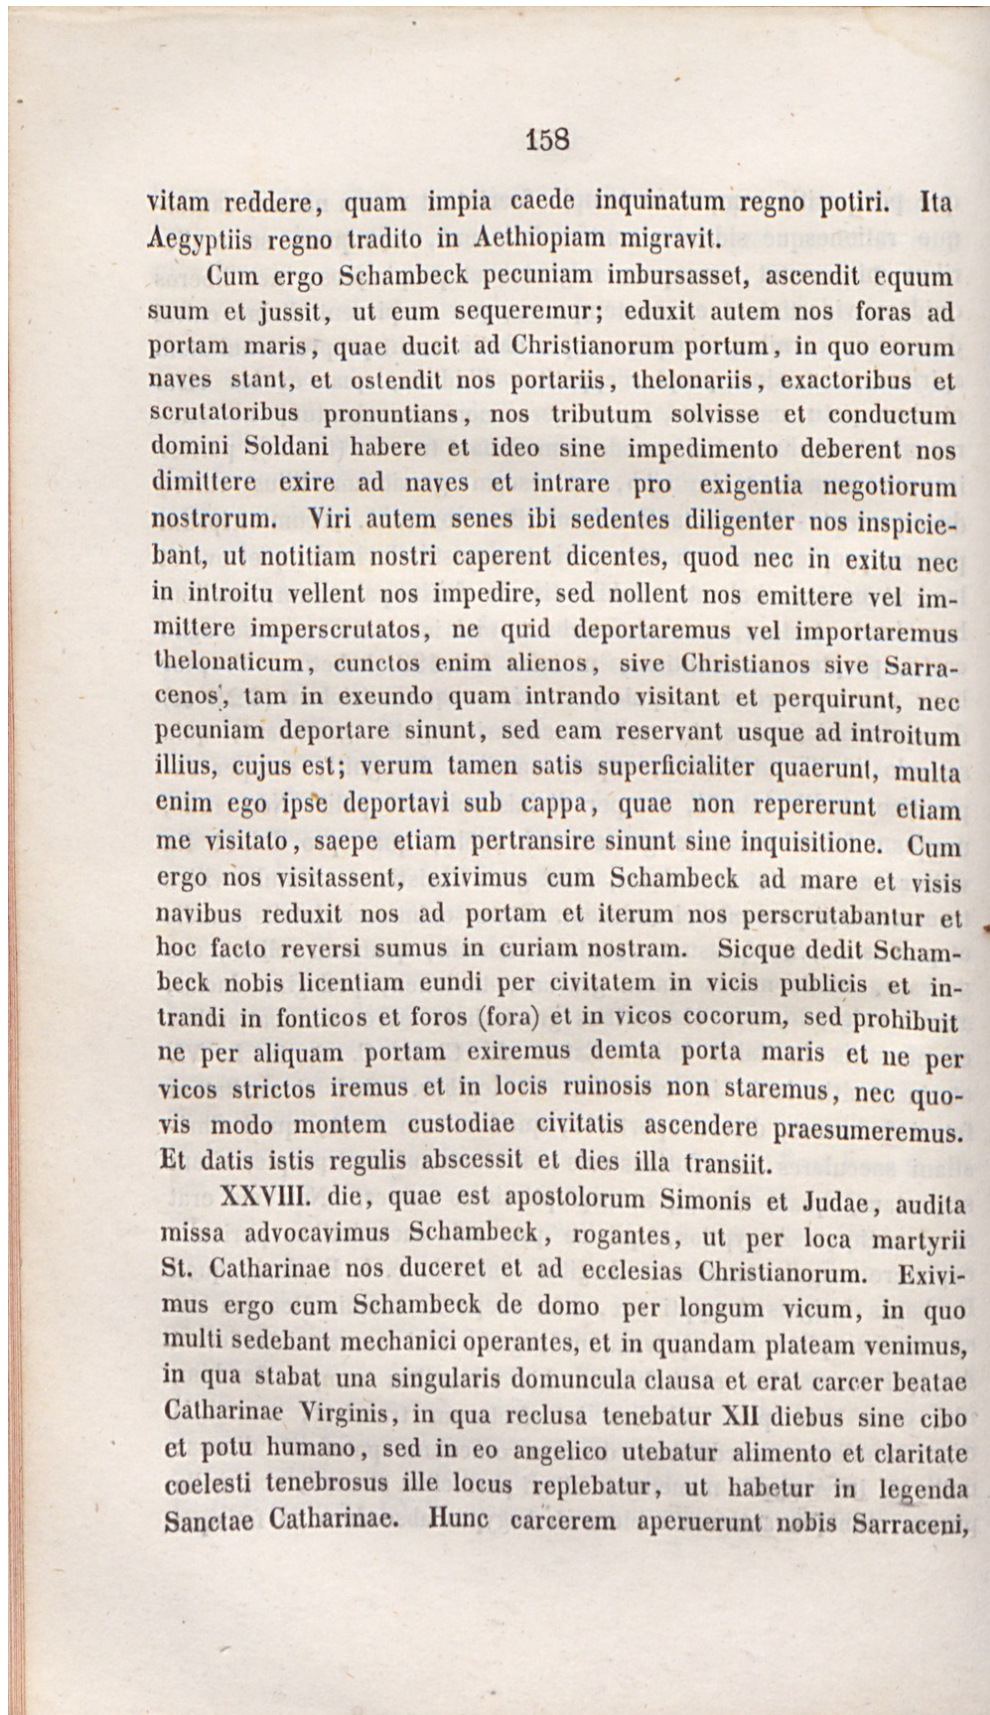 158
vitam reddere, quam impia caede inquinatum regno potiri. Ita
Aegyptiis regno tradito in Aethiopiam migravit.
Cum ergo Schambeck pecuniam imbursasset, ascendit equum
suum et jussit, ut eum sequeremur; eduxit autem nos foras ad
portam maris, quae ducit ad Christianorum portum, in quo eorum
naves stant, et ostendit nos portariis, thelonariis, exactoribus et
scrutatoribus pronuntians, nos tributum solvisse et conductum
domini Soldani habere et ideo sine impedimento deberent nos
dimittere exire ad naves et intrare pro exigentia negotiorum
nostrorum. Viri autem senes ibi sedentes diligenter nos inspicie-
bant, ut notitiam nostri caperent dicentes, quod nec in exitu nec
in introitu vellent nos impedire, sed nollent nos emittere vel im-
mittere imperscrutatos, ne quid deportaremus vel importaremus
thelonaticum, cunctos enim alienos, sive Christianos sive Sarra-
cenos, tam in exeundo quam intrando visitant et perquirunt, nec
pecuniam deportare sinunt, sed eam reservant usque ad introitum
illius, cujus est; verum tamen satis superficialiter quaerunt, multa
enim ego ipse deportavi sub cappa, quae non repererunt etiam
me visitato, saepe etiam pertransire sinunt sine inquisitione. Cum
ergo nos visitassent, exivimus cum Schambeck ad mare et visis
navibus reduxit nos ad portam et iterum nos perscrutabantur et
hoc facto reversi sumus in curiam nostram. Sicque dedit Scham-
beck nobis licentiam eundi per civitatem in vicis publicis et in-
trandi in fonticos et foros (fora) et in vicos cocorum, sed prohibuit
ne per aliquam portam exiremus demta porta maris et ne per
vicos strictos iremus et in locis ruinosis non staremus, nec quo-
vis modo montem custodiae civitatis ascendere praesumeremus.
Et datis istis regulis abscessit et dies illa transiit.
XXVIII. die, quae est apostolorum Simonis et Judae, audita
missa advocavimus Schambeck, rogantes, ut per loca martyrii
St. Catharinae nos duceret et ad ecclesias Christianorum. Exivi-
mus ergo cum Schambeck de domo per longum vicum, in quo
multi sedebant mechanici operantes, et in quandam plateam venimus,
in qua stabat una singularis domuncula clausa et erat carcer beatae
Catharinae Virginis, in qua reclusa tenebatur XII diebus sine cibo
et potu humano, sed in eo angelico utebatur alimento et claritate
coelesti tenebrosus ille locus replebatur, ut habetur in legenda
Sanctae Catharinae. Hunc carcerem aperuerunt nobis Sarraceni,